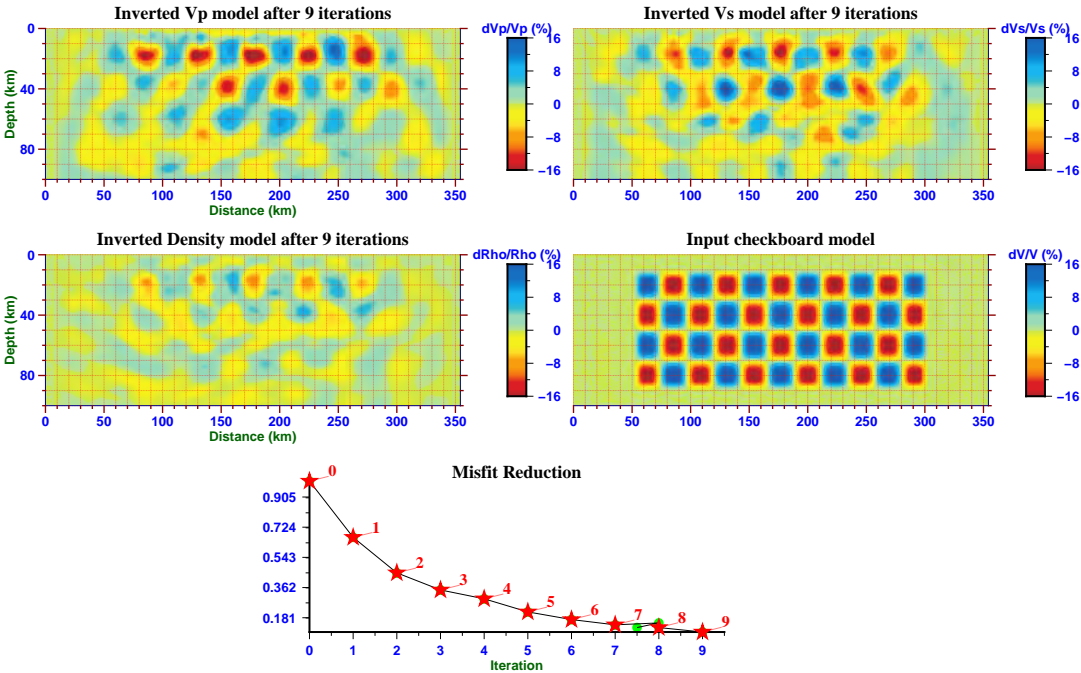 Inverted Vp model after 9 iterations
Inverted Vs model after 9 iterations
0
40
80
Depth (km)
0 50 100 150 200 250 300 350
Distance (km)
dVp/Vp (%)
16
8
0
−8
−16
0 50 100 150 200 250 300 350
dVs/Vs (%)
16
8
0
−8
−16
Inverted Density model after 9 iterations
Input checkboard model
0
40
80
Depth (km)
0 50 100 150 200 250 300 350
Distance (km)
dRho/Rho (%)
16
8
0
−8
−16
0 50 100 150 200 250 300 350
dV/V (%)
16
8
0
−8
−16
Misfit Reduction
0.905
0.724
0.543
0.362
0.181
0 1 2 3 4 5 6 7 8 9
0 1 2 3 4 5 6 7 8 9
Iteration